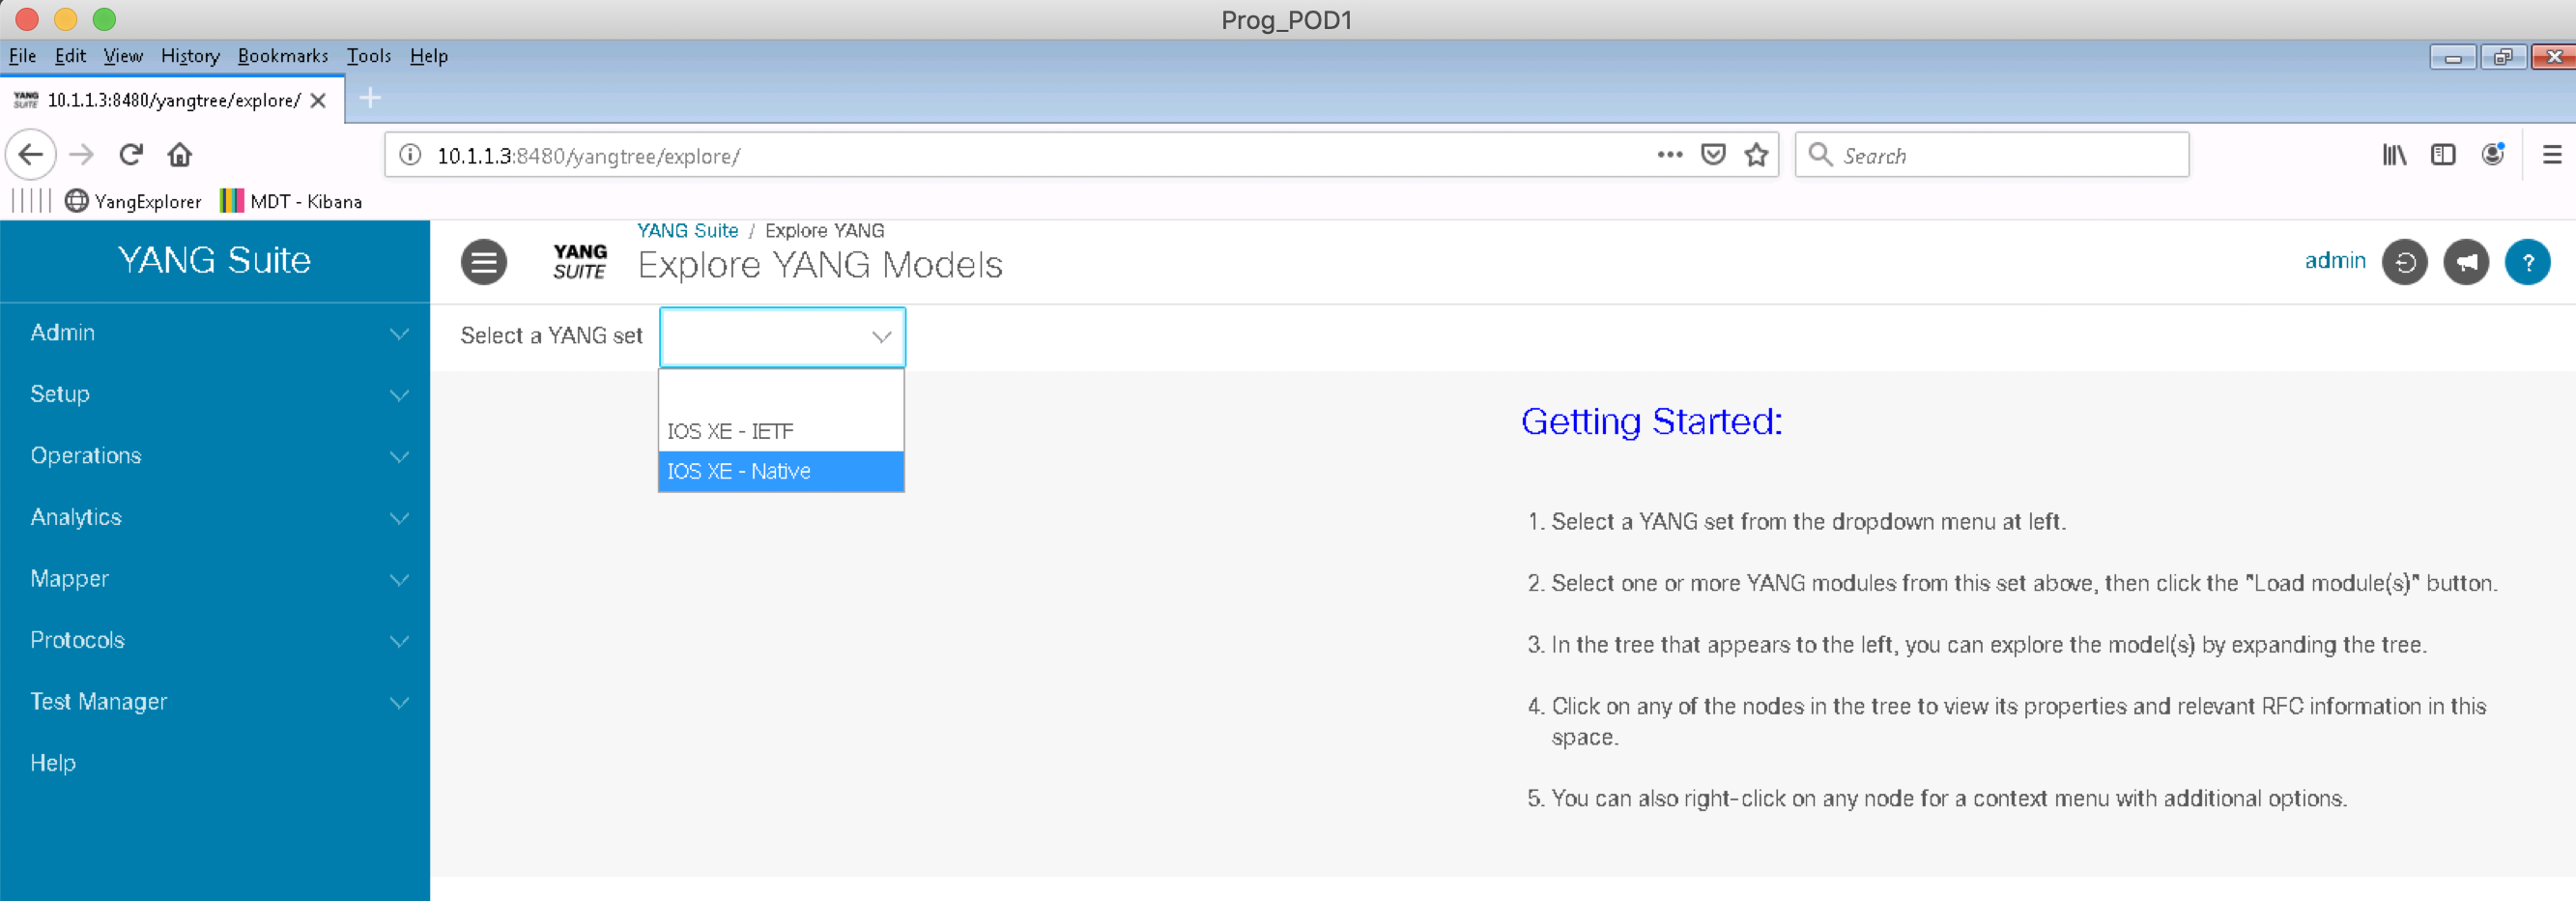 Prog_POD1
File Edit View History Bookmarks Tools Help
YANG SUITE 10.1.1.3:8480/yangtree/explore/
10.1.1.3:8480/yangtree/explore/
Search
YangExplorer MDT - Kibana
YANG Suite
YANG SUITE
YANG Suite / Explore YANG
Explore YANG Models
admin
?
Admin
Setup
Operations
Analytics
Mapper
Protocols
Test Manager
Help
Select a YANG set
IOS XE - IETF
IOS XE - Native
Getting Started:
1. Select a YANG set from the dropdown menu at left.
2. Select one or more YANG modules from this set above, then click the "Load module(s)" button.
3. In the tree that appears to the left, you can explore the model(s) by expanding the tree.
4. Click on any of the nodes in the tree to view its properties and relevant RFC information in this
space.
5. You can also right-click on any node for a context menu with additional options.